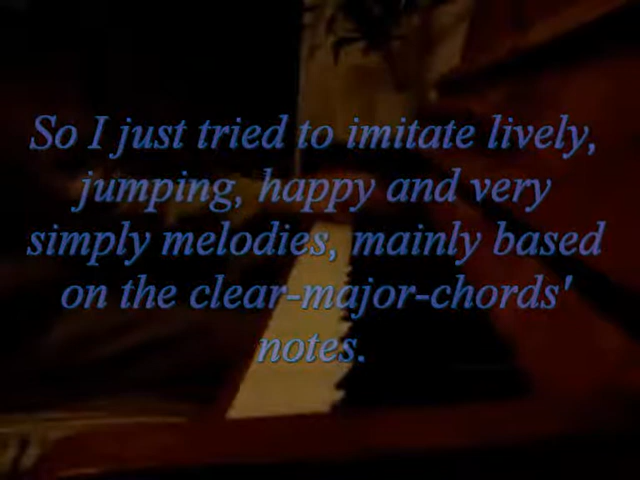 So I just tried to imitate lively,
jumping, happy and very
simply melodies, mainly based
on the clear-major-chords'
notes.